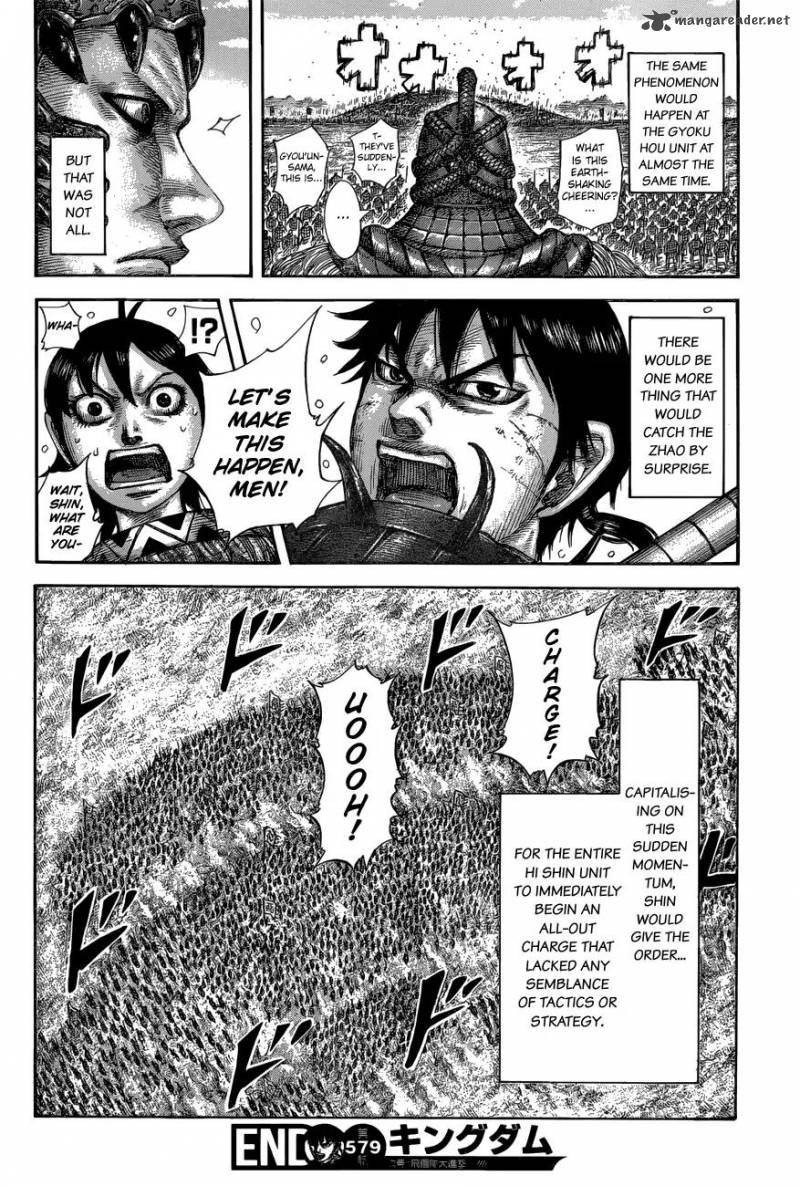 mangareader.net
THE SAME
PHENOMENON
WOULD
HAPPEN AT
THE GYOKU
HOU UNIT AT
ALMOST THE
SAME TIME.
オオオオ
WHAT
IS THIS
EARTH-
SHAKING
CHEERING?
...
T-
THEY'VE
SUDDEN-
LY...
GYOU'UN-
SAMA,
THIS IS...
...
BUT
THAT
WAS
NOT
ALL.
THERE
WOULD BE
ONE MORE
THING THAT
WOULD
CATCH THE
ZHAO BY
SURPRISE.
LET'S
MAKE
THIS
HAPPEN,
MEN!
!?
WHA-
WAIT,
SHIN,
WHAT
ARE
YOU-
CAPITALIS-
ING ON
THIS
SUDDEN
MOMEN-
TUM,
SHIN
WOULD
GIVE THE
ORDER...
CHARGE!
FOR THE ENTIRE
HI SHIN UNIT
TO IMMEDIATELY
BEGIN AN
ALL-OUT
CHARGE THAT
LACKED ANY
SEMBLANCE
OF TACTICS OR
STRATEGY.
UOOOH!
ドドドド
ドドドド
END
579
キングダム